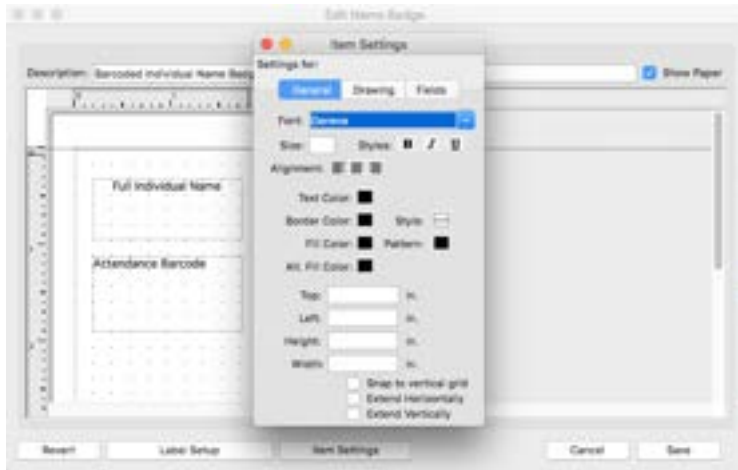 Edit Name Badge
Item Settings
Settings for:
Description: Barcoded Individual Name Badg
Show Paper
General Drawing Fields
Font: Geneva
Size: Styles: B I U
Alignment:
Text Color:
Border Color: Style:
Fill Color: Pattern:
Alt. Fill Color:
Top: in.
Left: in.
Height: in.
Width: in.
Snap to vertical grid
Extend Horizontally
Extend Vertically
Full Individual Name
Attendance Barcode
Revert Label Setup Item Settings Cancel Save